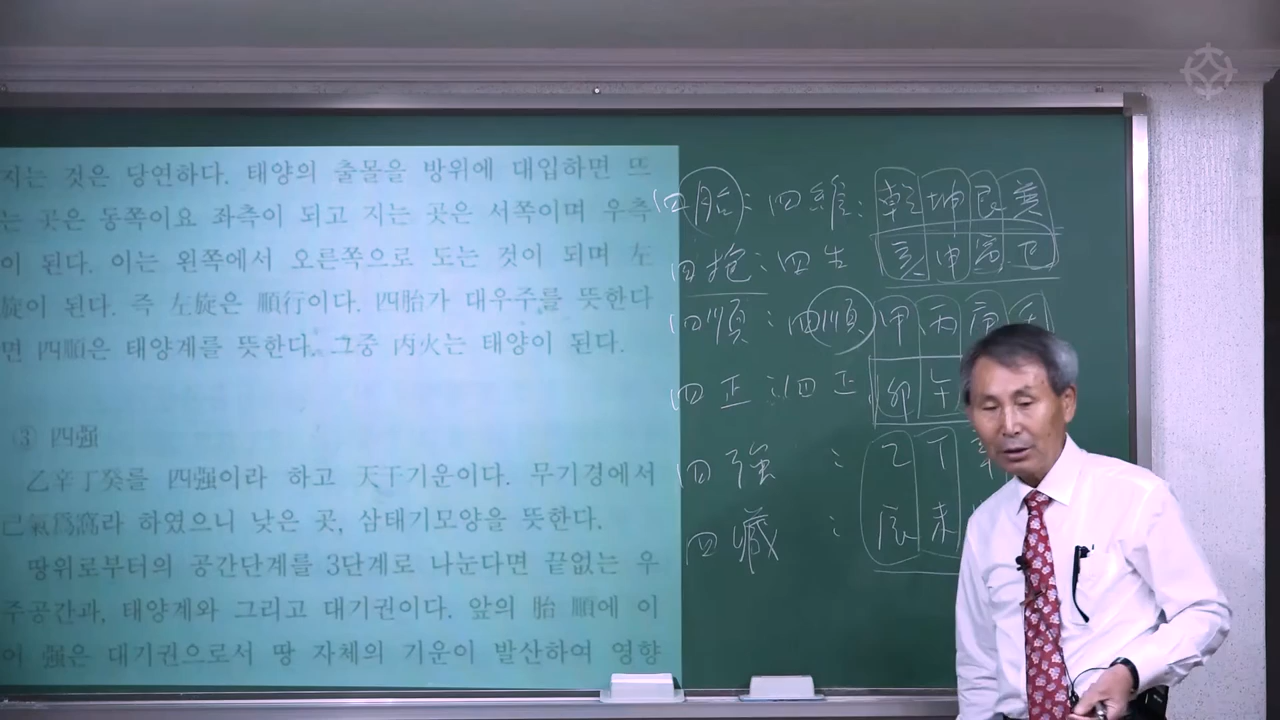 지는 것은 당연하다. 태양의 출몰을 방위에 대입하면 뜨
는 곳은 동쪽이요 좌측이 되고 지는 곳은 서쪽이며 우측
이 된다. 이는 왼쪽에서 오른쪽으로 도는 것이 되며 左
旋이 된다. 즉 左旋은 順行이다. 四胎가 대우주를 뜻한다
면 四順은 태양계를 뜻한다. 그중 丙火는 태양이 된다.
③ 四强
乙辛丁癸를 四强이라 하고 天干기운이다. 무기경에서
己氣爲窩라 하였으니 낮은 곳, 삼태기모양을 뜻한다.
땅위로부터의 공간단계를 3단계로 나눈다면 끝없는 우
주공간과, 태양계와 그리고 대기권이다. 앞의 胎 順에 이
어 强은 대기권으로서 땅 자체의 기운이 발산하여 영향
四胎: 四維: 乾 坤 艮 巽
四抱: 四生 亥 申 寅 巳
四順: 四順 甲 丙 庚 壬
四正: 四正 卯 午
四強 : 乙 丁 辛
四藏 : 辰 未